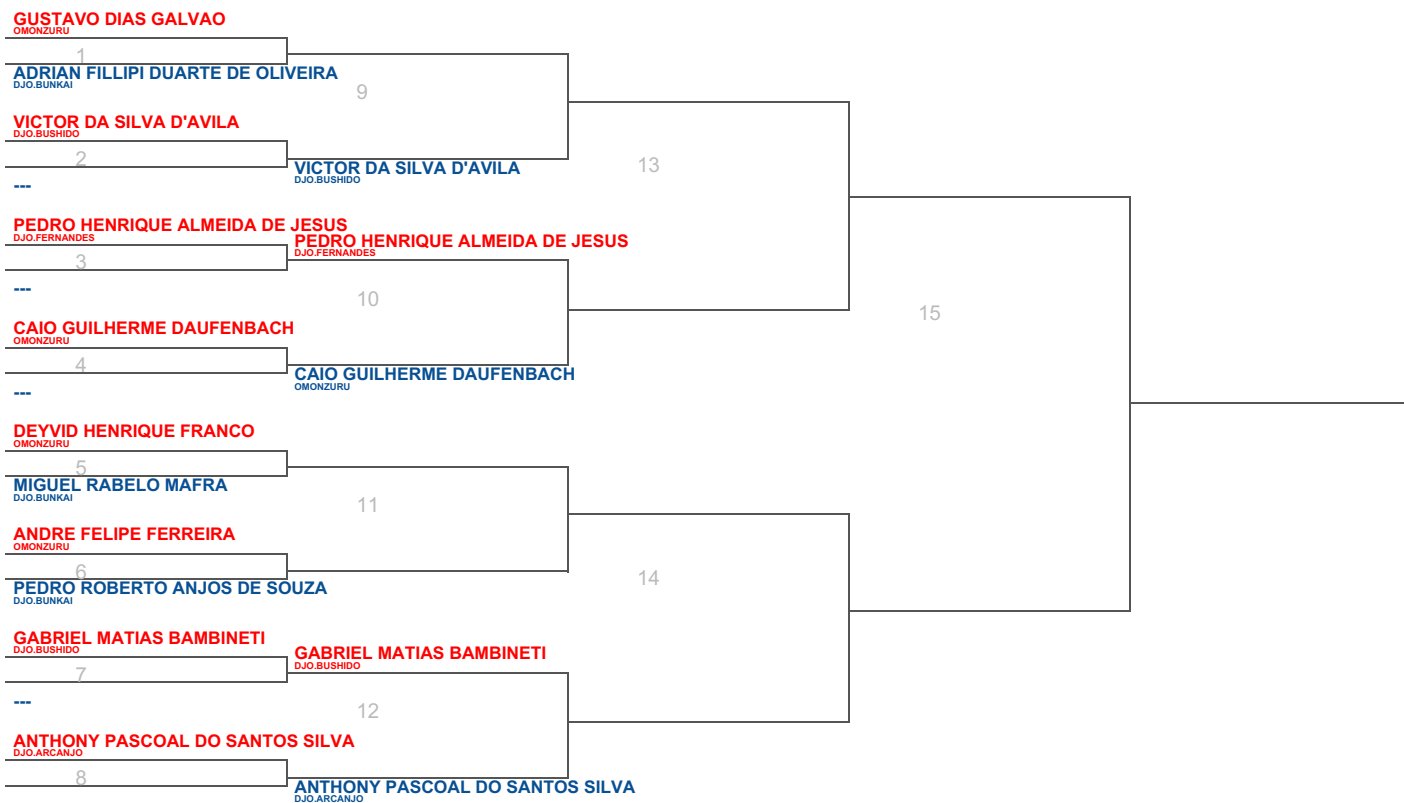 GUSTAVO DIAS GALVAO
OMONZURU
1
ADRIAN FILLIPI DUARTE DE OLIVEIRA
DJO.BUNKAI
9
VICTOR DA SILVA D'AVILA
DJO.BUSHIDO
2
VICTOR DA SILVA D'AVILA
DJO.BUSHIDO
---
13
PEDRO HENRIQUE ALMEIDA DE JESUS
DJO.FERNANDES
PEDRO HENRIQUE ALMEIDA DE JESUS
DJO.FERNANDES
3
---
10
15
CAIO GUILHERME DAUFENBACH
OMONZURU
4
CAIO GUILHERME DAUFENBACH
OMONZURU
---
DEYVID HENRIQUE FRANCO
OMONZURU
5
MIGUEL RABELO MAFRA
DJO.BUNKAI
11
ANDRE FELIPE FERREIRA
OMONZURU
6
PEDRO ROBERTO ANJOS DE SOUZA
DJO.BUNKAI
14
GABRIEL MATIAS BAMBINETI
DJO.BUSHIDO
GABRIEL MATIAS BAMBINETI
DJO.BUSHIDO
7
---
12
ANTHONY PASCOAL DO SANTOS SILVA
DJO.ARCANJO
8
ANTHONY PASCOAL DO SANTOS SILVA
DJO.ARCANJO